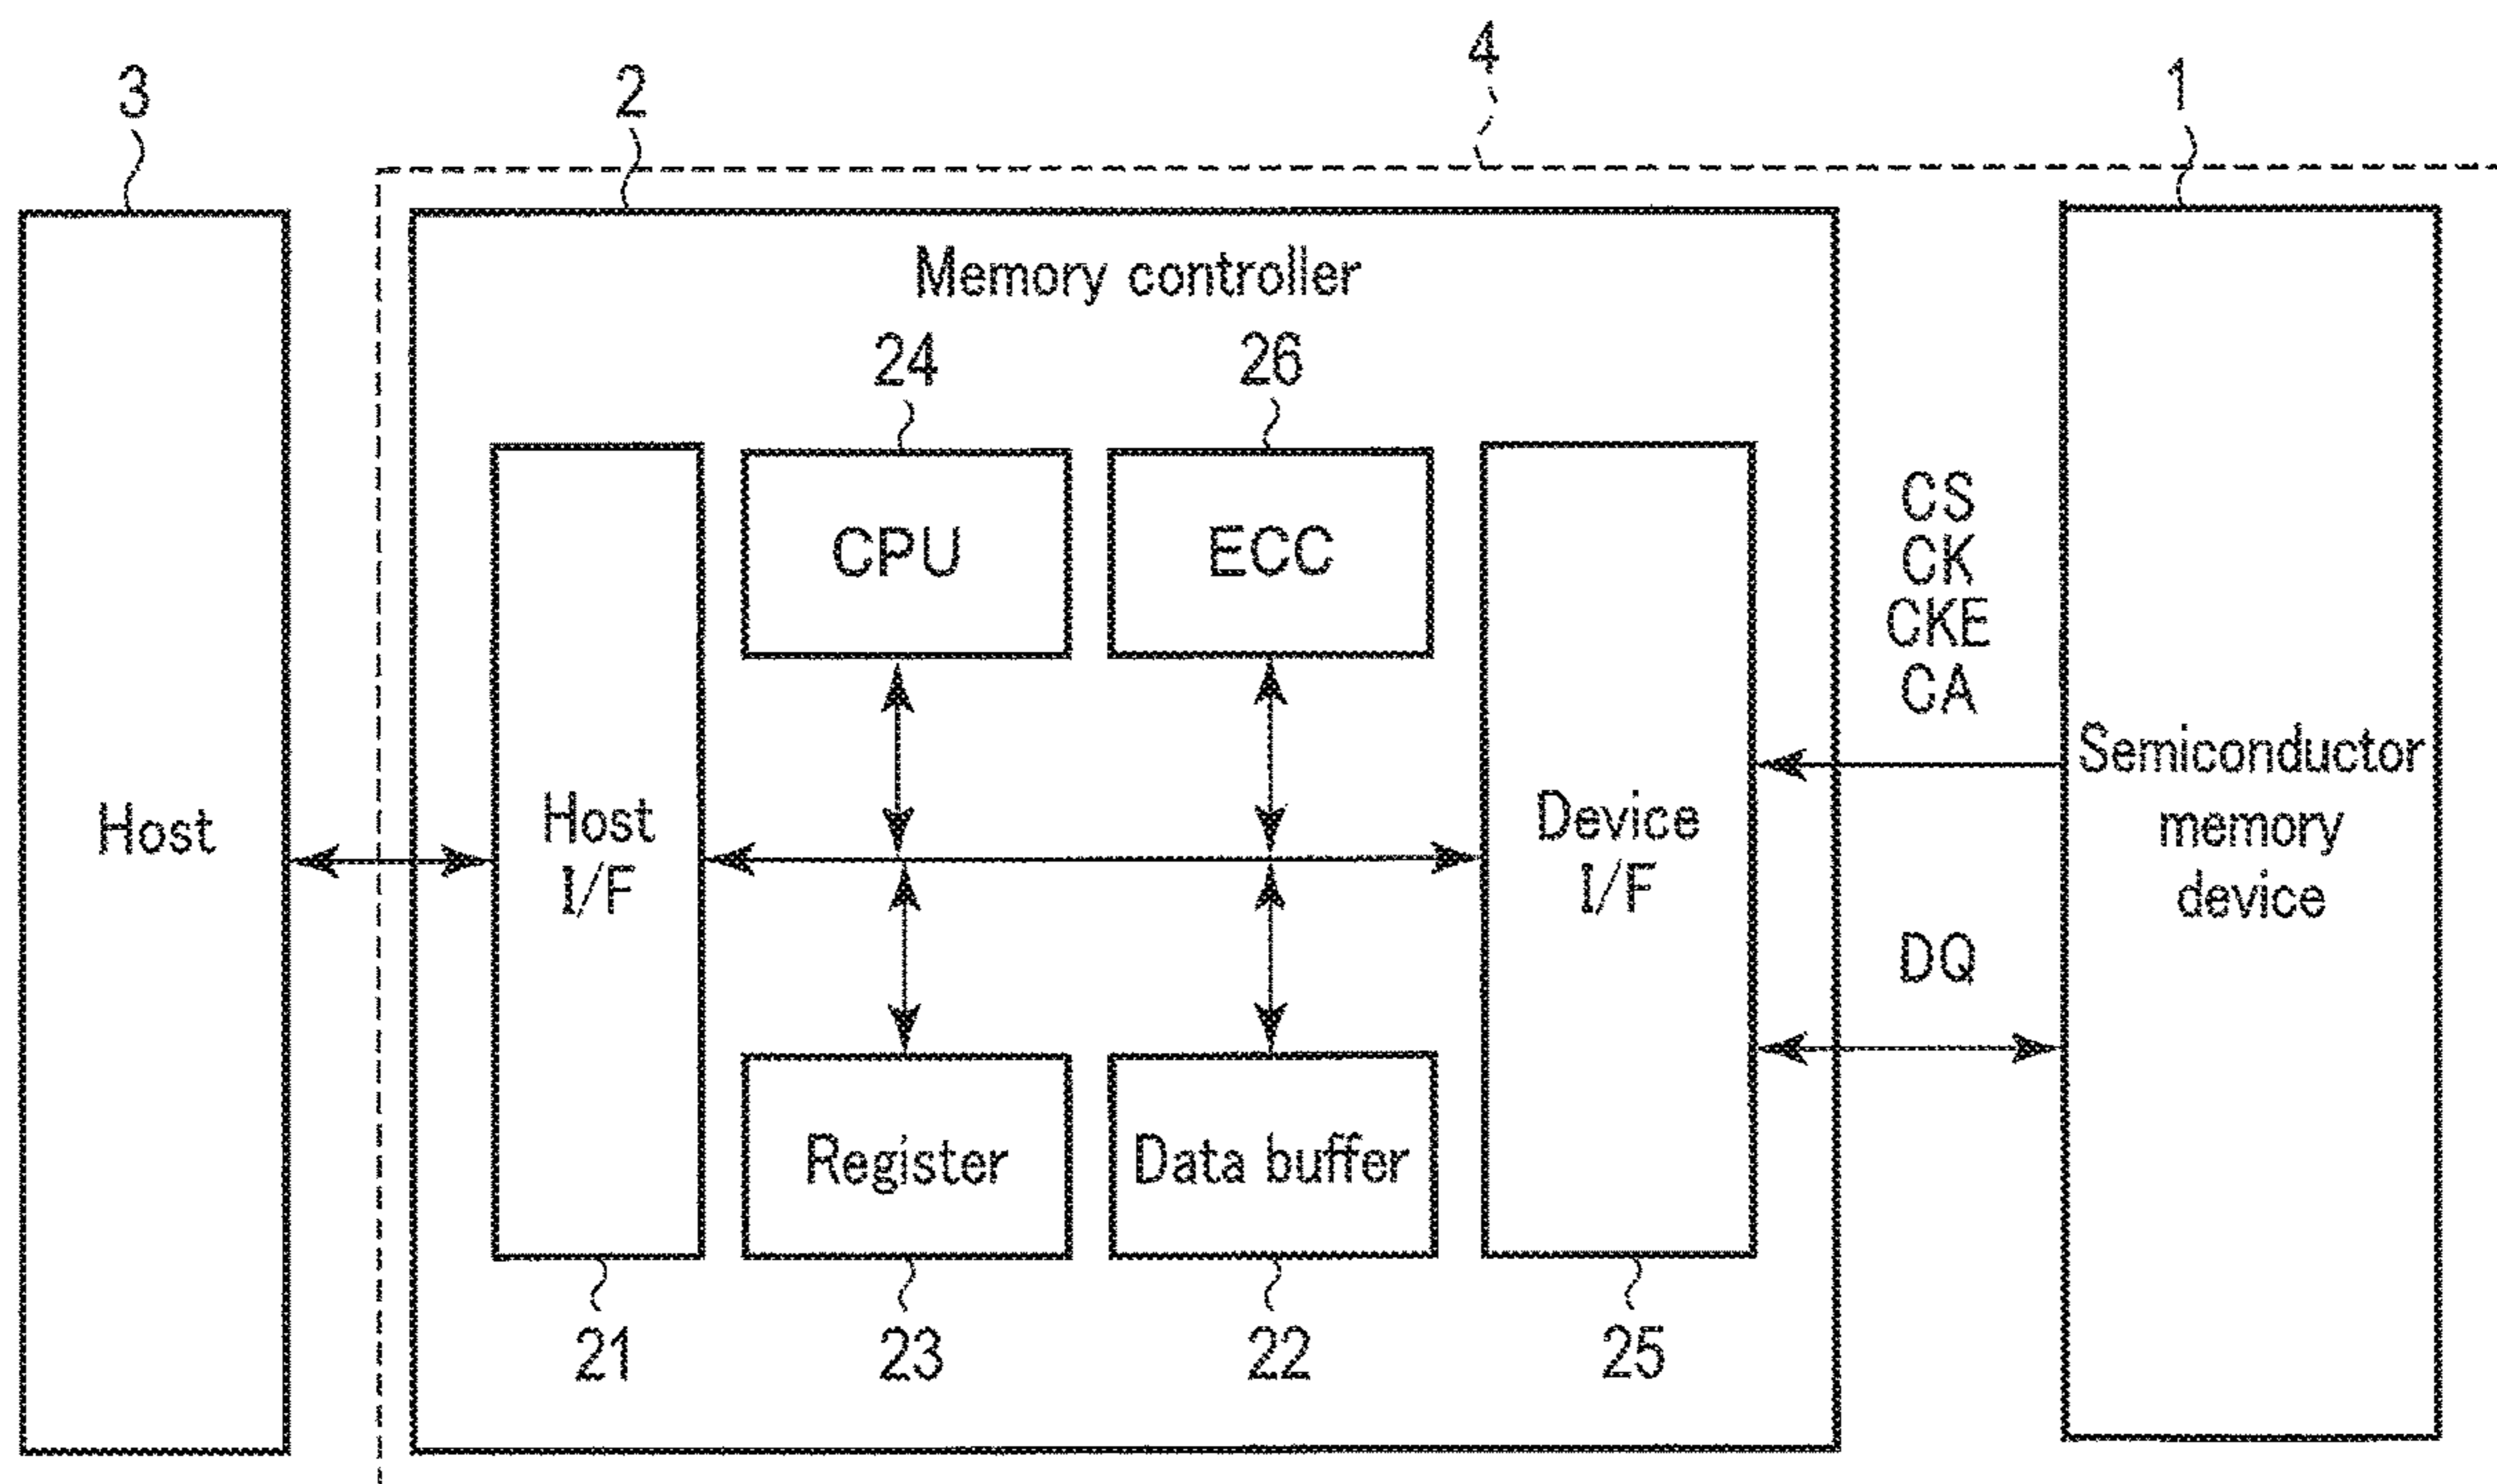 4
3
2
1
Memory controller
24
26
CPU
ECC
CS
CK
CKE
CA
Host
Host
I/F
Device
I/F
Semiconductor
memory
device
DQ
Register
Data buffer
21
23
22
25